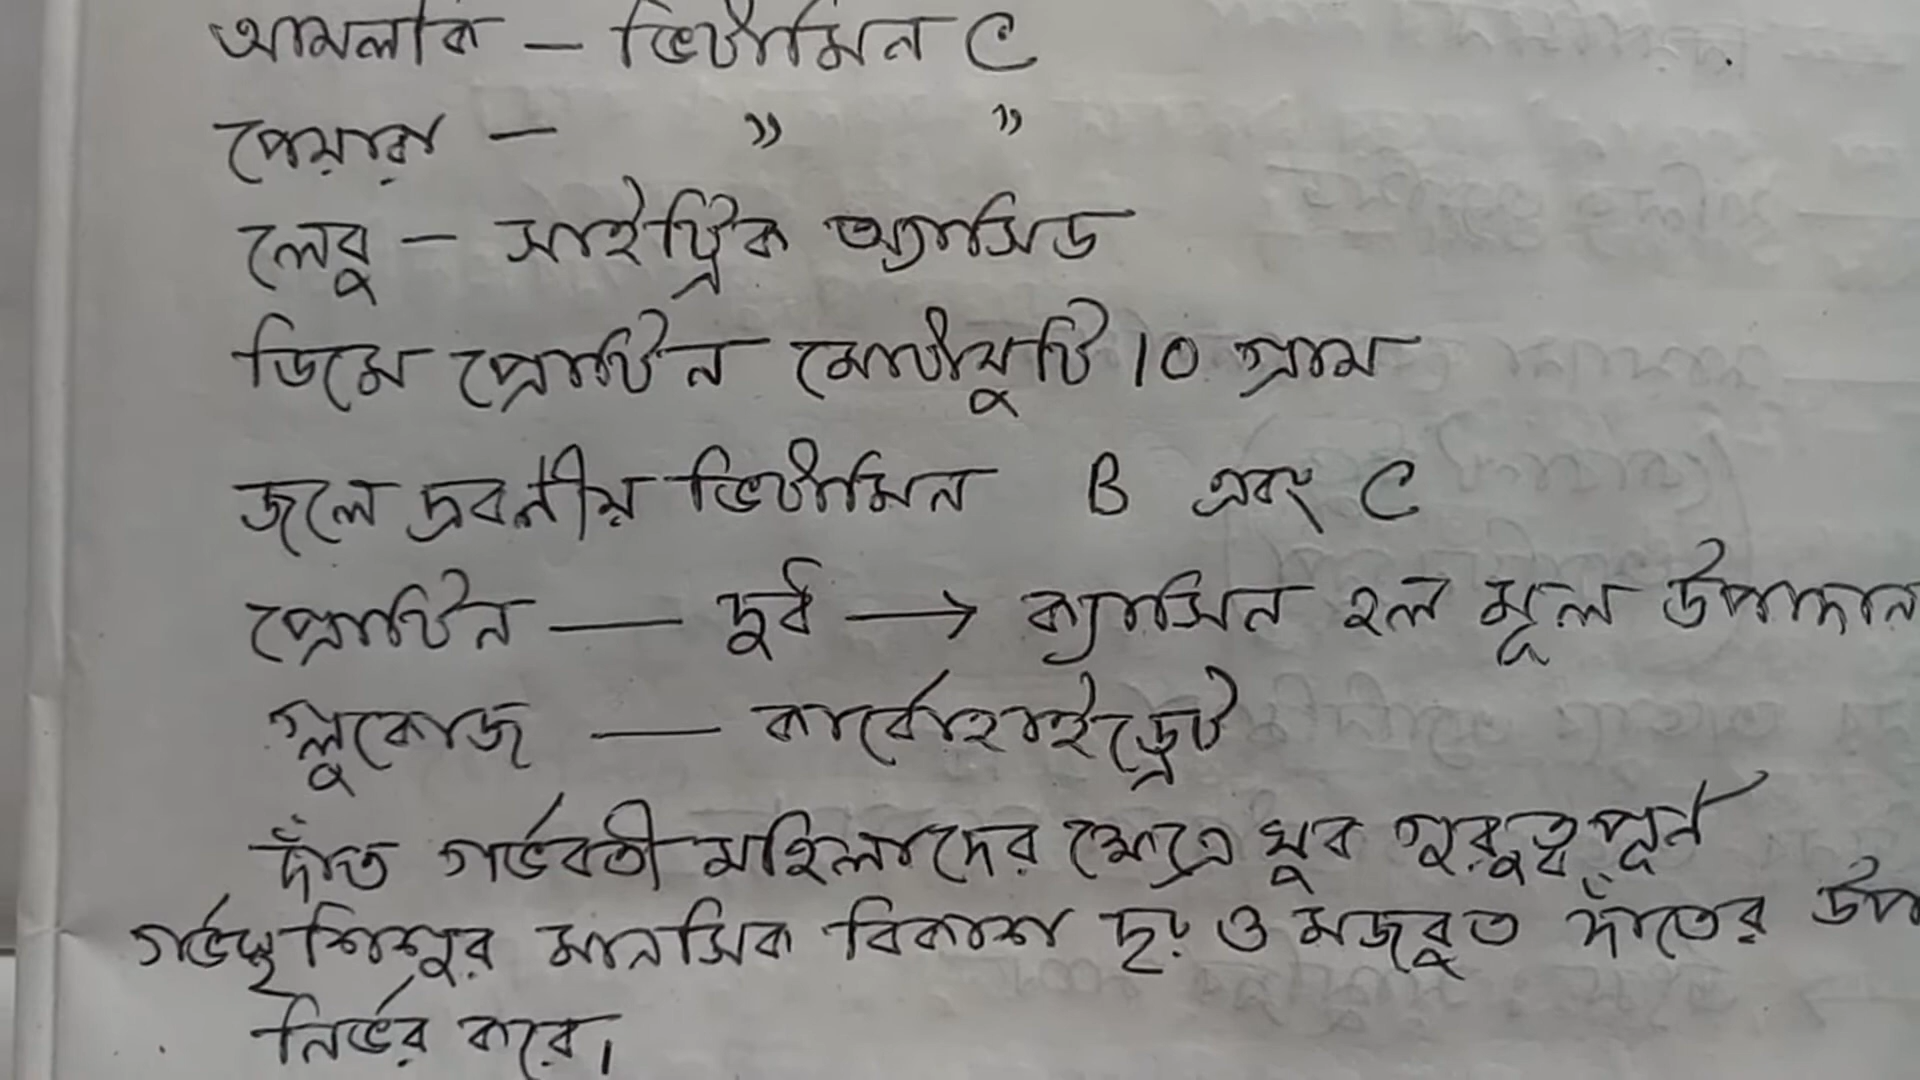 আমলকি — ভিটামিন C
পেয়ারা — " "
লেবু — সাইট্রিক অ্যাসিড
ডিমে প্রোটিন মোটামুটি 10 গ্রাম
জলে দ্রবনীয় ভিটামিন B এবং C
প্রোটিন — দুধ → ক্যাসিন হল মূল উপাদান
গ্লুকোজ — কার্বোহাইড্রেট
দাঁত গর্ভবতী মহিলাদের ক্ষেত্রে খুব গুরুত্বপূর্ন
গর্ভস্থ শিশুর মানসিক বিকাশ ও মজবুত দাঁতের উপ
নির্ভর করে।